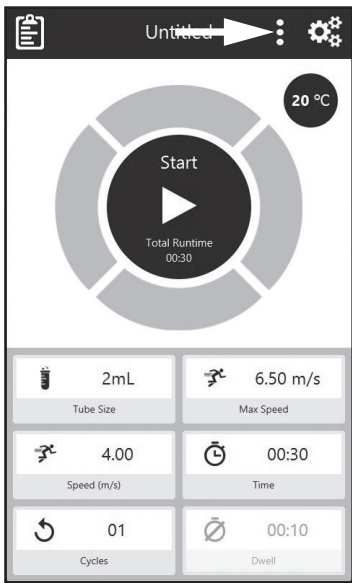 Untitled
20 °C
Start
Total Runtime
00:30
2mL
Tube Size
6.50 m/s
Max Speed
4.00
Speed (m/s)
00:30
Time
01
Cycles
00:10
Dwell